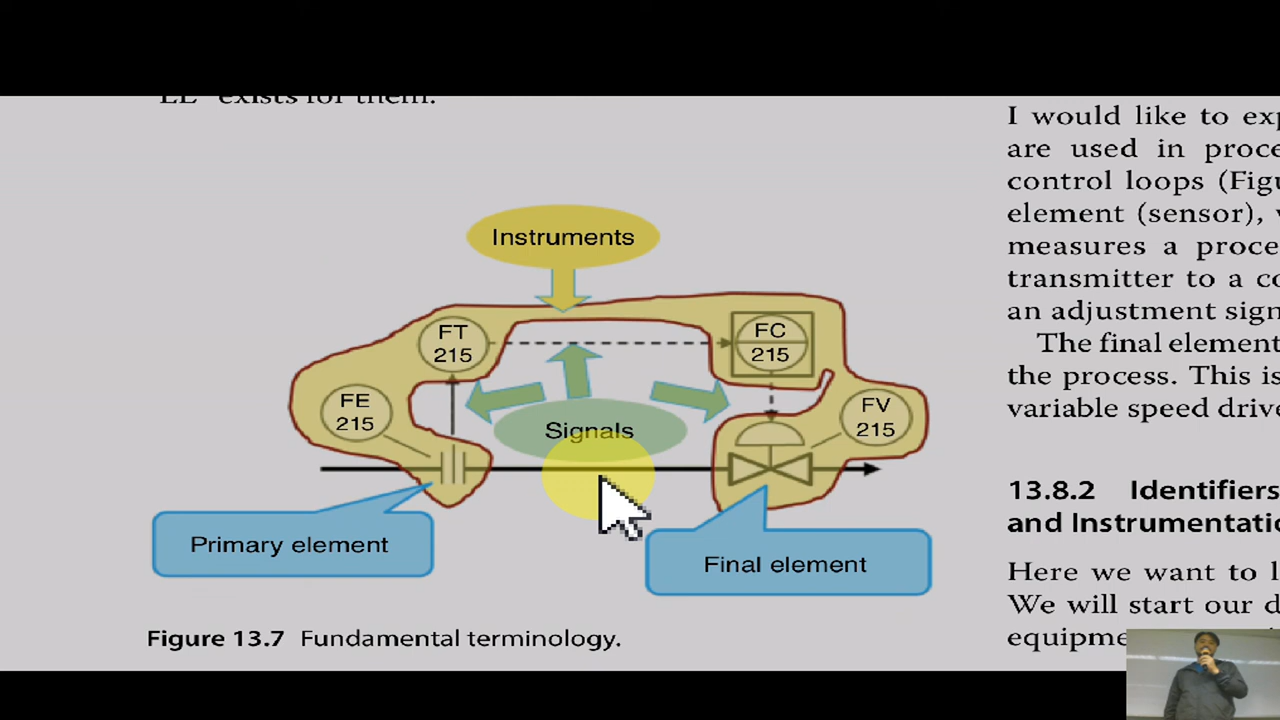 exists for them.
Instruments
FT
215
FC
215
FE
215
FV
215
Signals
Primary element
Final element
Figure 13.7 Fundamental terminology.
I would like to exp
are used in proce
control loops (Figu
element (sensor), v
measures a proce
transmitter to a co
an adjustment sign
The final element
the process. This is
variable speed drive
13.8.2 Identifiers
and Instrumentatio
Here we want to l
We will start our d
equipme